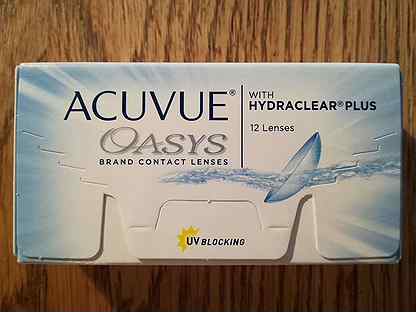 ACUVUE®
OASYS
BRAND CONTACT LENSES
WITH
HYDRACLEAR® PLUS
12 Lenses
UV BLOCKING